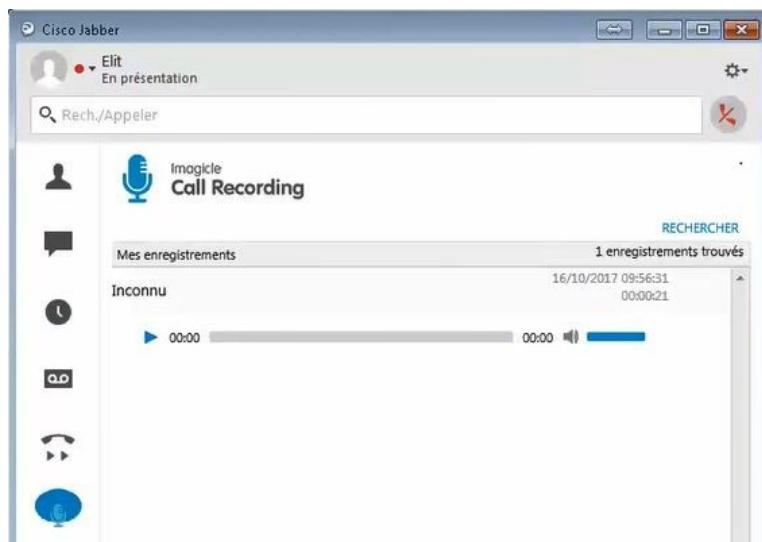 Cisco Jabber
Elit
En présentation
Rech./Appeler
Imagicle
Call Recording
RECHERCHER
Mes enregistrements 1 enregistrements trouvés
Inconnu 16/10/2017 09:56:31
00:00:21
00:00 00:00